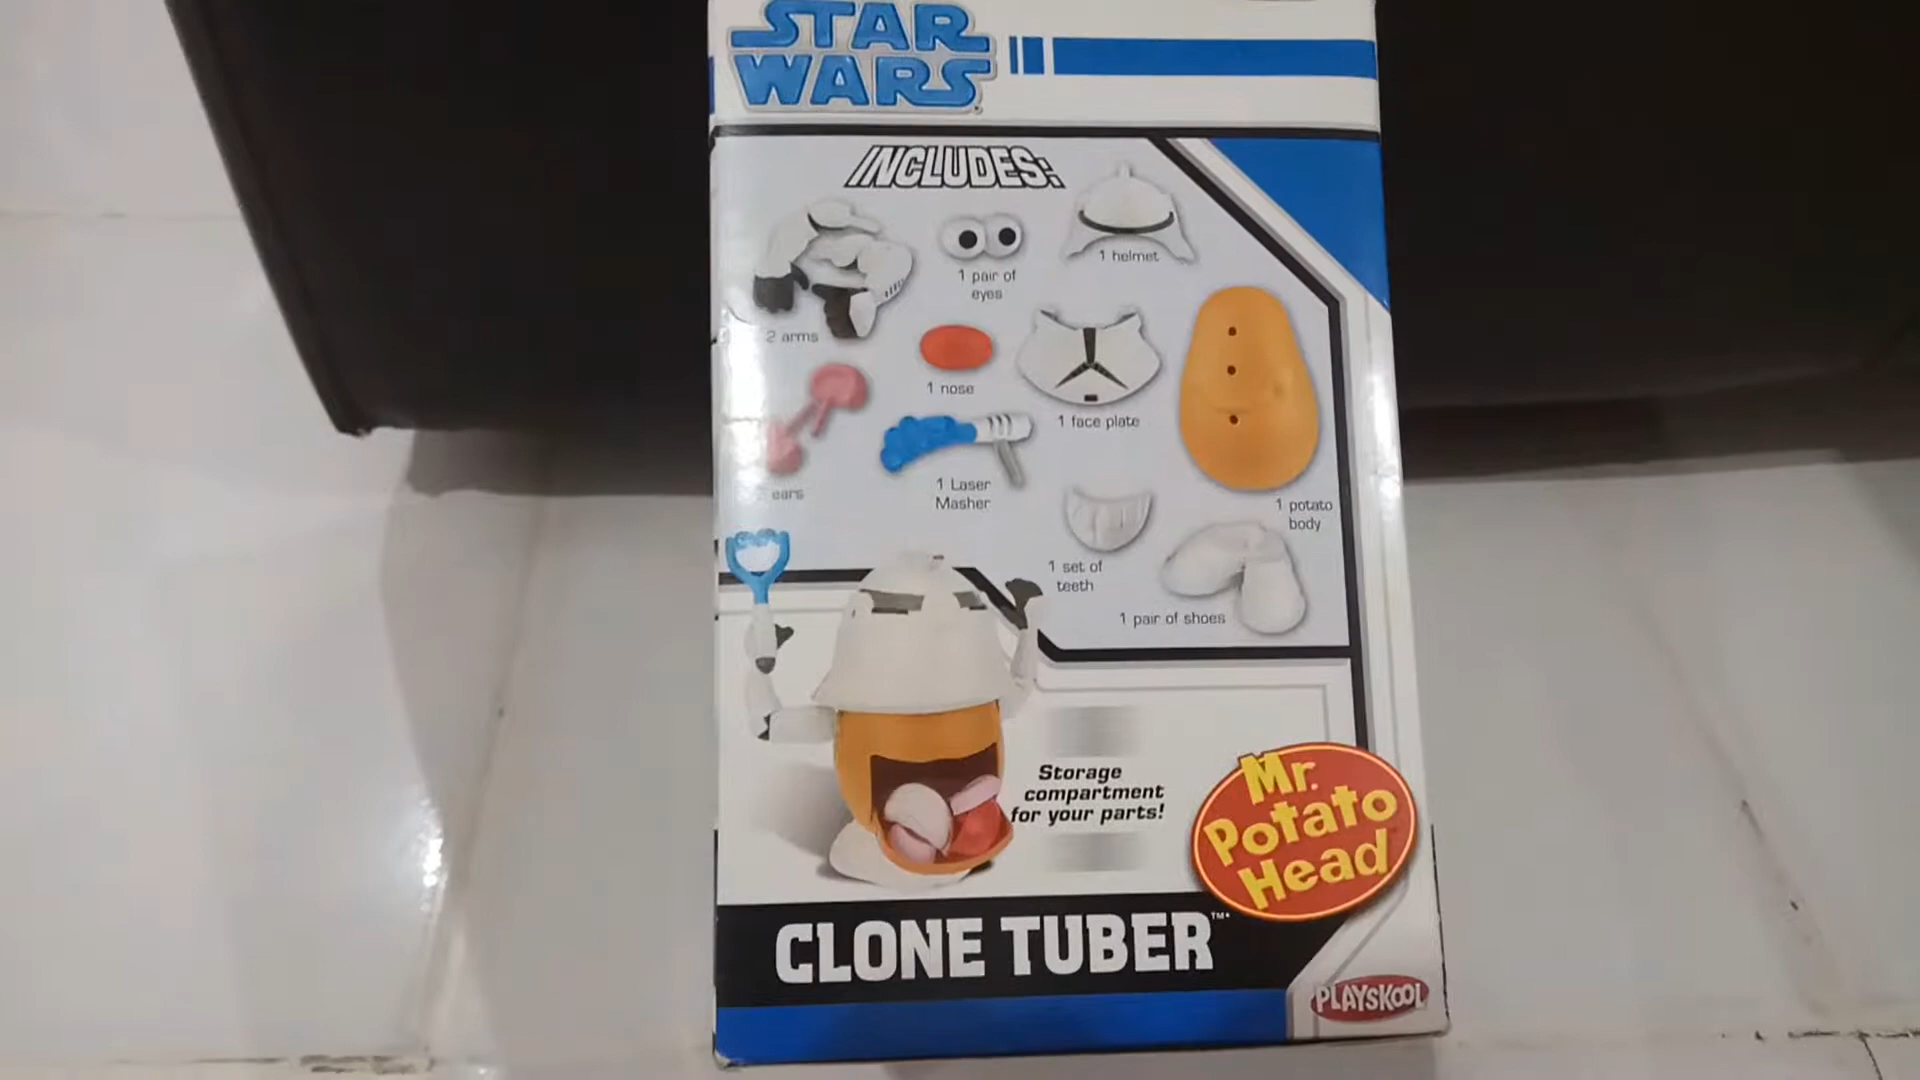 STAR
WARS
INCLUDES:
1 helmet
1 pair of
eyes
2 arms
1 nose
1 face plate
ears
1 Laser
Masher
1 potato
body
1 set of
teeth
1 pair of shoes
Storage
compartment
for your parts!
Mr.
Potato
Head
CLONE TUBER™
PLAYSKOOL